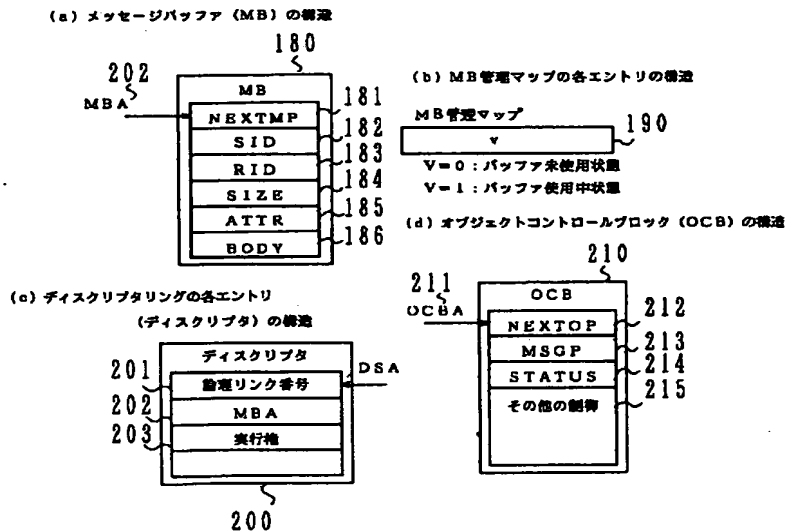 (a) メッセージバッファ (MB) の構造
180
202
MBA
MB
NEXTMP
181
SID
182
RID
183
SIZE
184
ATTR
185
BODY
186
(b) MB管理マップの各エントリの構造
MB管理マップ
V
190
V=0：バッファ未使用状態
V=1：バッファ使用中状態
(c) ディスクリプタリングの各エントリ
(ディスクリプタ) の構造
ディスクリプタ
201
論理リンク番号
DSA
202
MBA
203
実行権
200
(d) オブジェクトコントロールブロック (OCB) の構造
210
211
OCBA
OCB
NEXTOP
212
MSGP
213
STATUS
214
その他の制御
215